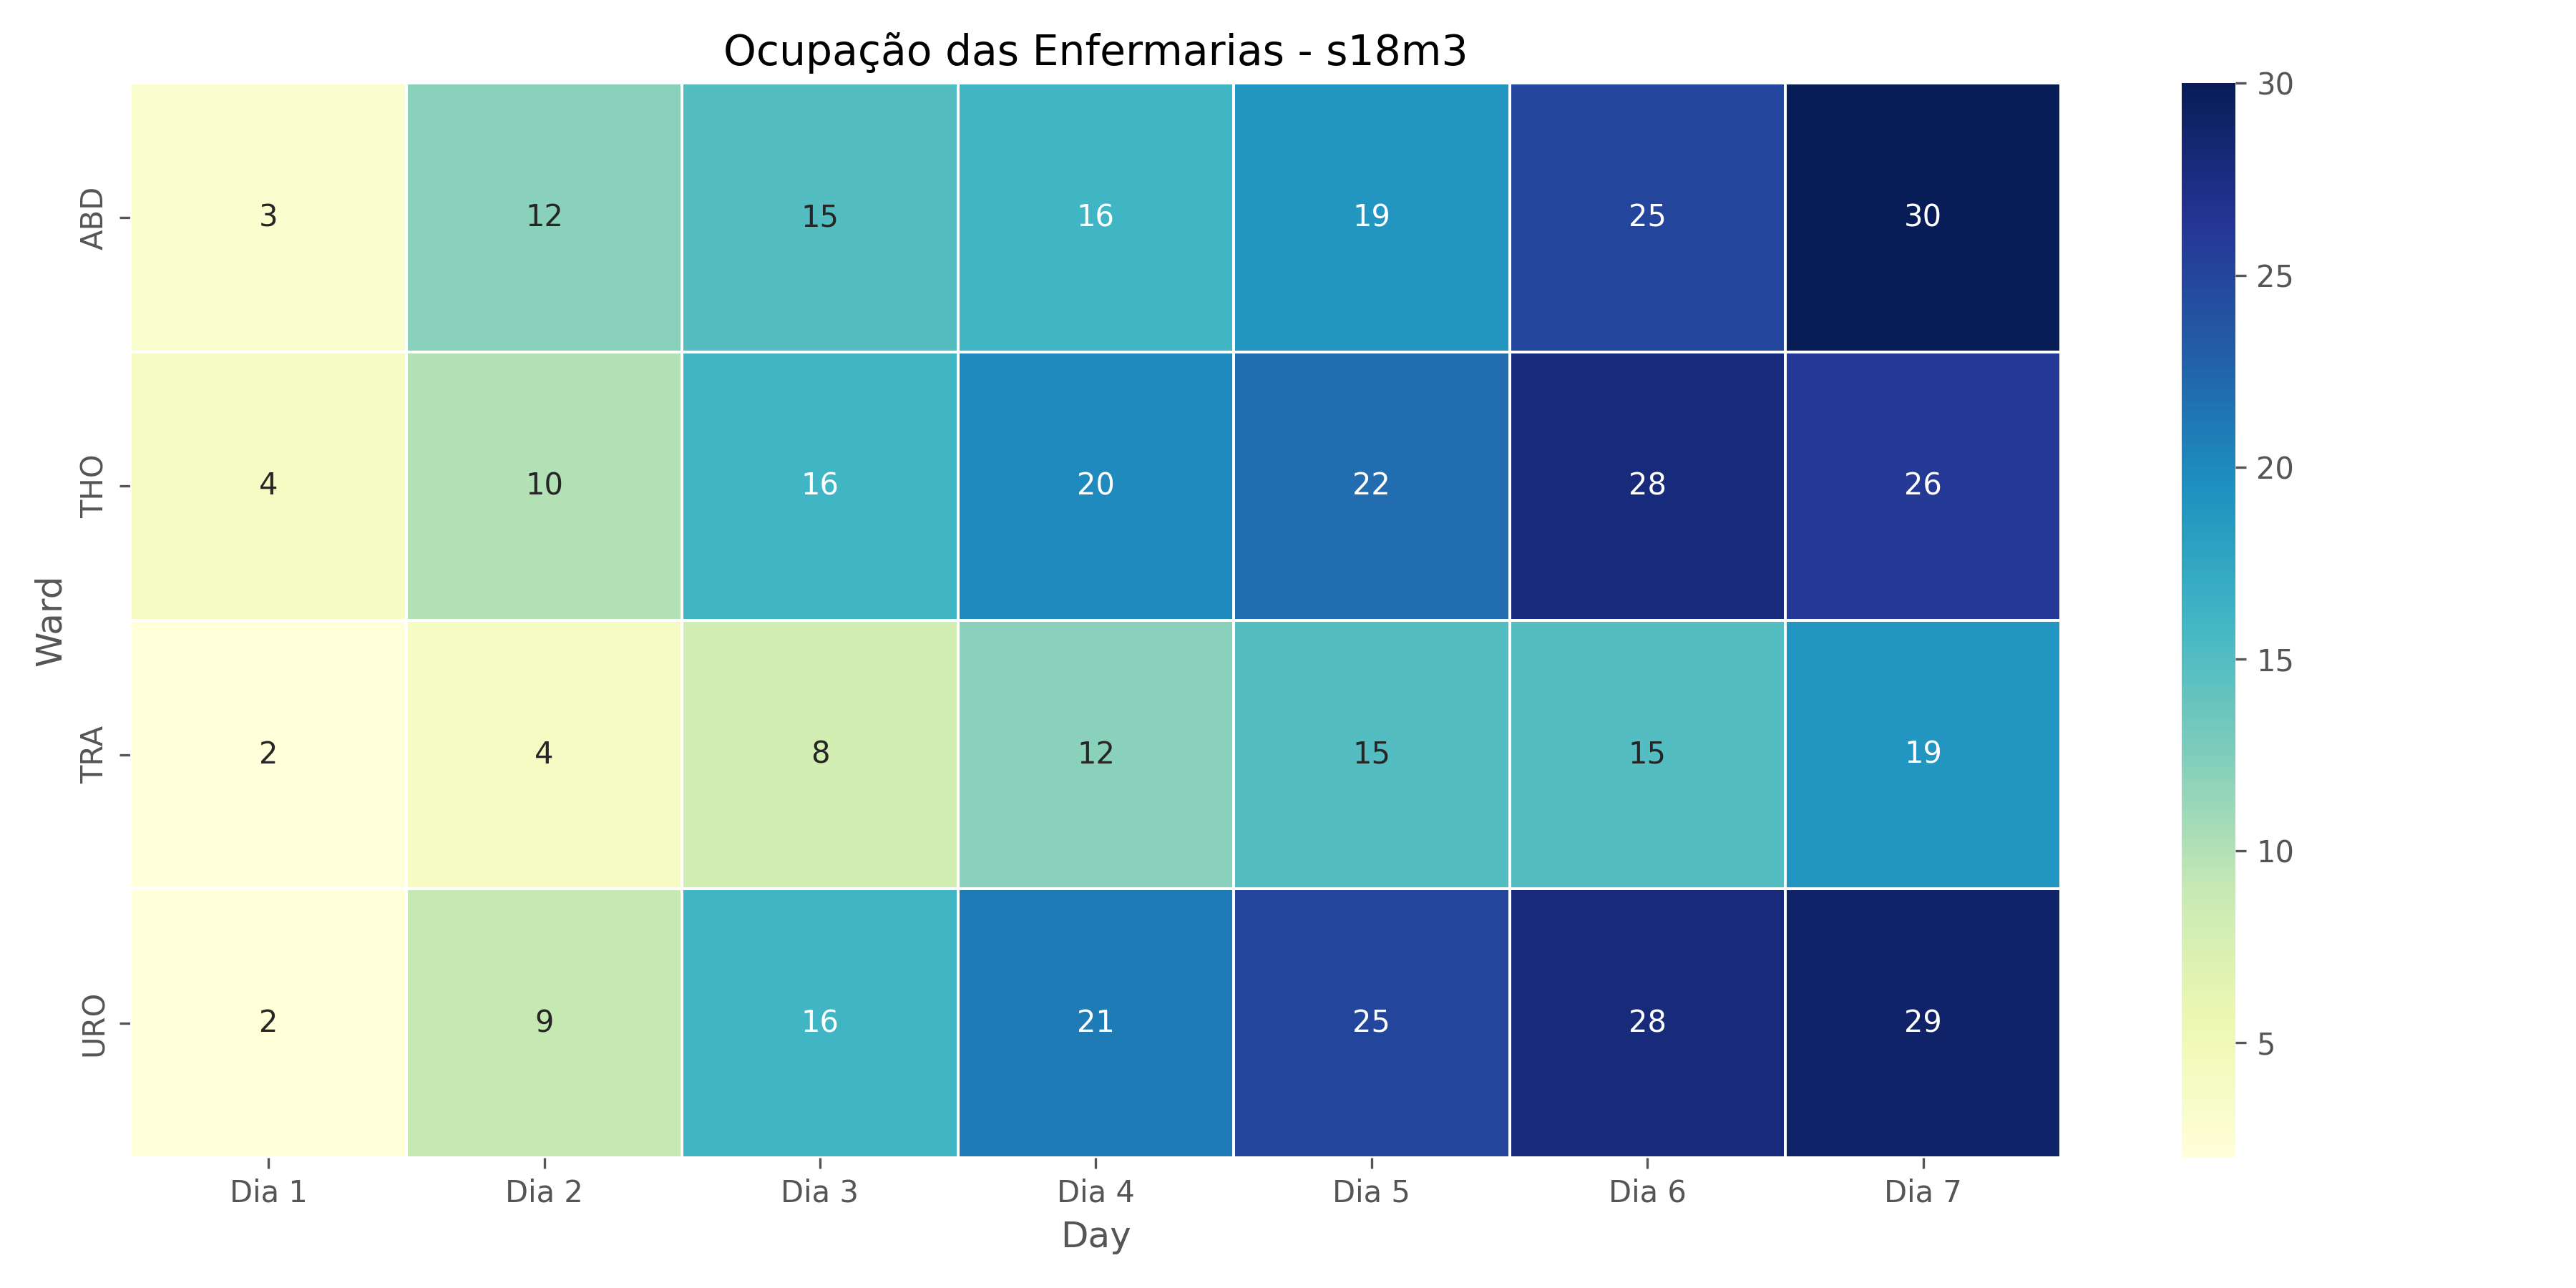 Ocupação das Enfermarias - s18m3
Ward
ABD 3 12 15 16 19 25 30
THO 4 10 16 20 22 28 26
TRA 2 4 8 12 15 15 19
URO 2 9 16 21 25 28 29
Dia 1 Dia 2 Dia 3 Dia 4 Dia 5 Dia 6 Dia 7
Day
30
25
20
15
10
5